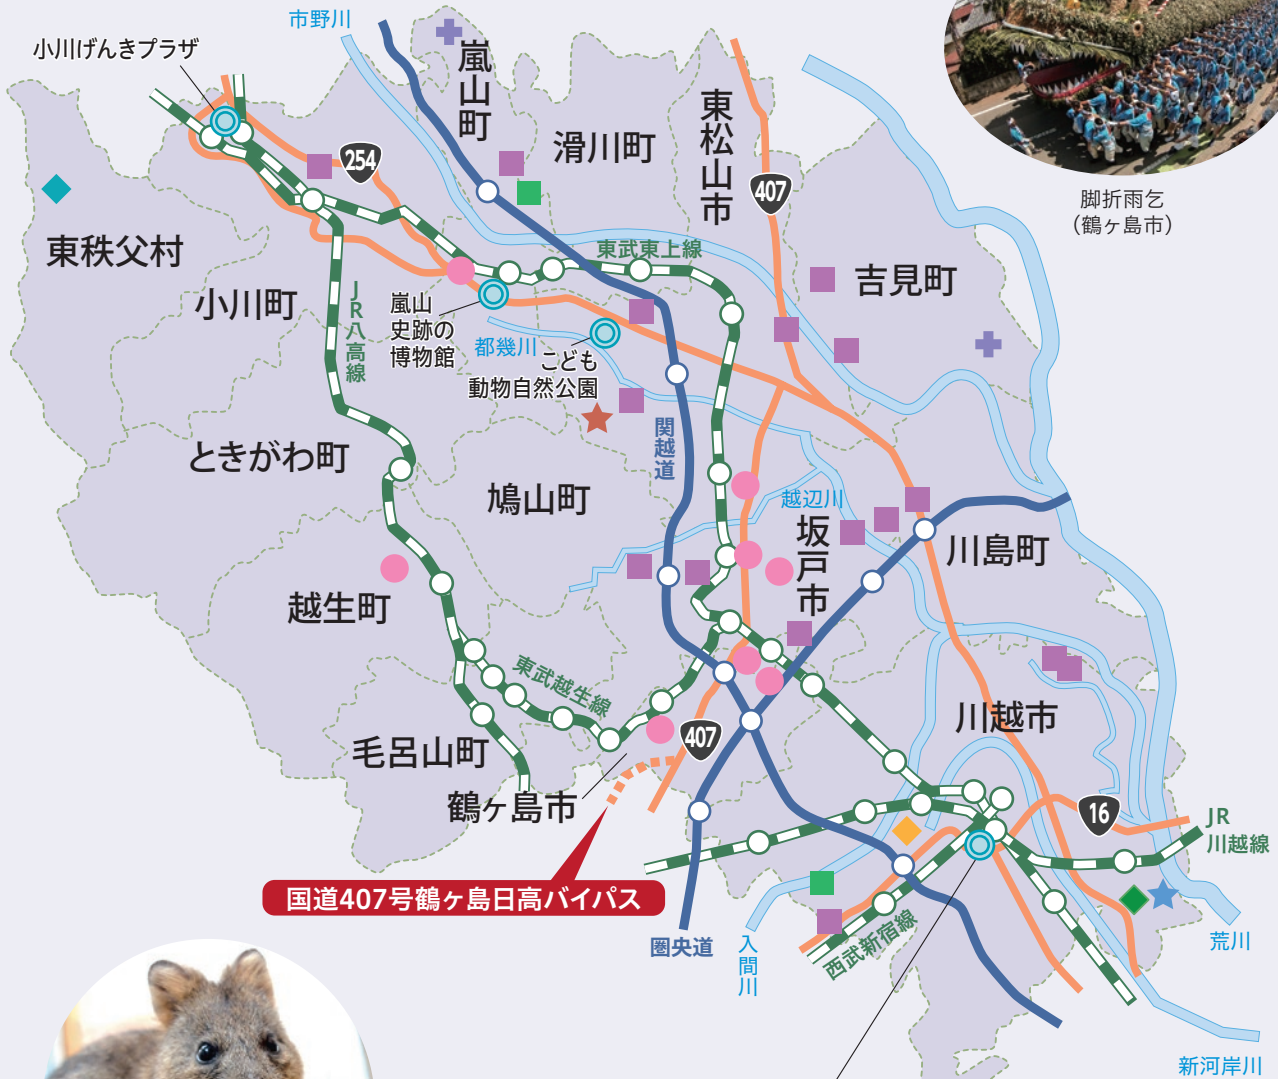 市野川
小川げんきプラザ
嵐山町
滑川町
東松山市
254
407
脚折雨乞
(鶴ヶ島市)
東秩父村
東武東上線
吉見町
小川町
JR八高線
嵐山
史跡の
博物館
都幾川
こども
動物自然公園
関越道
ときがわ町
鳩山町
越辺川
坂戸市
川島町
越生町
東武越生線
川越市
毛呂山町
407
鶴ヶ島市
16
JR
川越線
国道407号鶴ヶ島日高バイパス
圏央道
入間川
西武新宿線
荒川
新河岸川